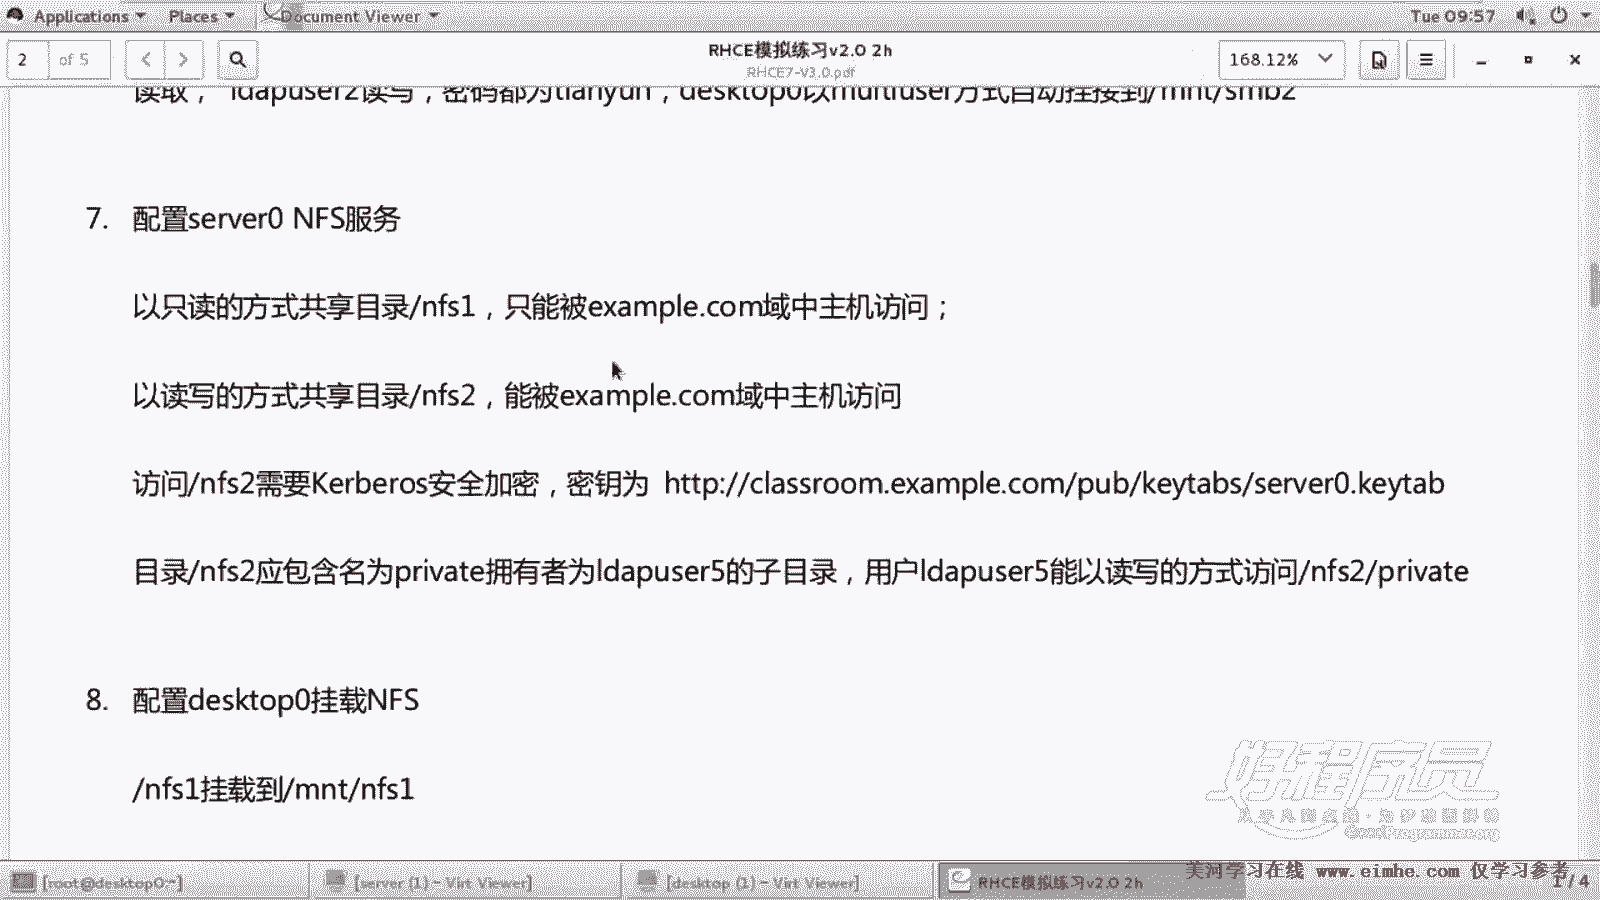 Applications Places Document Viewer Tue 09:57
2 of 5 RHCE模拟练习v2.0 2h 168.12%
RHCE7-V3.0.pdf
读取， ldapuser2读写，密码都为tianyun，desktop0以multiuser方式自动挂接到/mnt/smb2
7. 配置server0 NFS服务
以只读的方式共享目录/nfs1，只能被example.com域中主机访问；
以读写的方式共享目录/nfs2，能被example.com域中主机访问
访问/nfs2需要Kerberos安全加密，密钥为 http://classroom.example.com/pub/keytabs/server0.keytab
目录/nfs2应包含名为private拥有者为ldapuser5的子目录，用户ldapuser5能以读写的方式访问/nfs2/private
8. 配置desktop0挂载NFS
/nfs1挂载到/mnt/nfs1
好程序员
GoodProgrammer.org
[root@desktop0:~] [server (1) – Virt Viewer] [desktop (1) – Virt Viewer] RHCE模拟练习v2.0 2h 1 / 4
美河学习在线 www.eimhe.com 仅学习参考